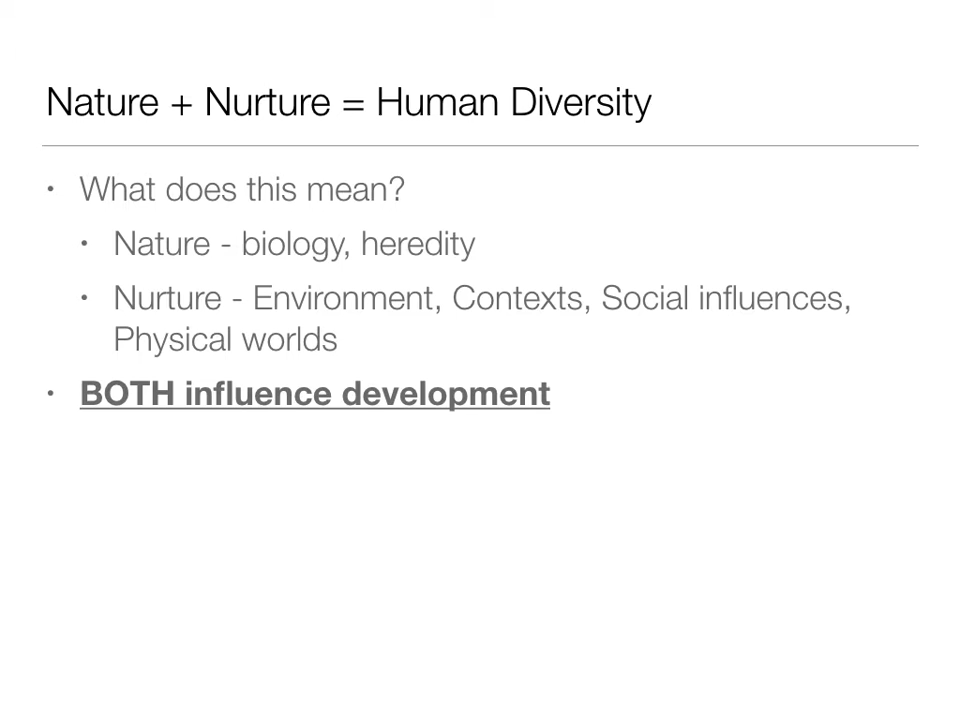 Nature + Nurture = Human Diversity
• What does this mean?
• Nature - biology, heredity
• Nurture - Environment, Contexts, Social influences,
Physical worlds
• BOTH influence development